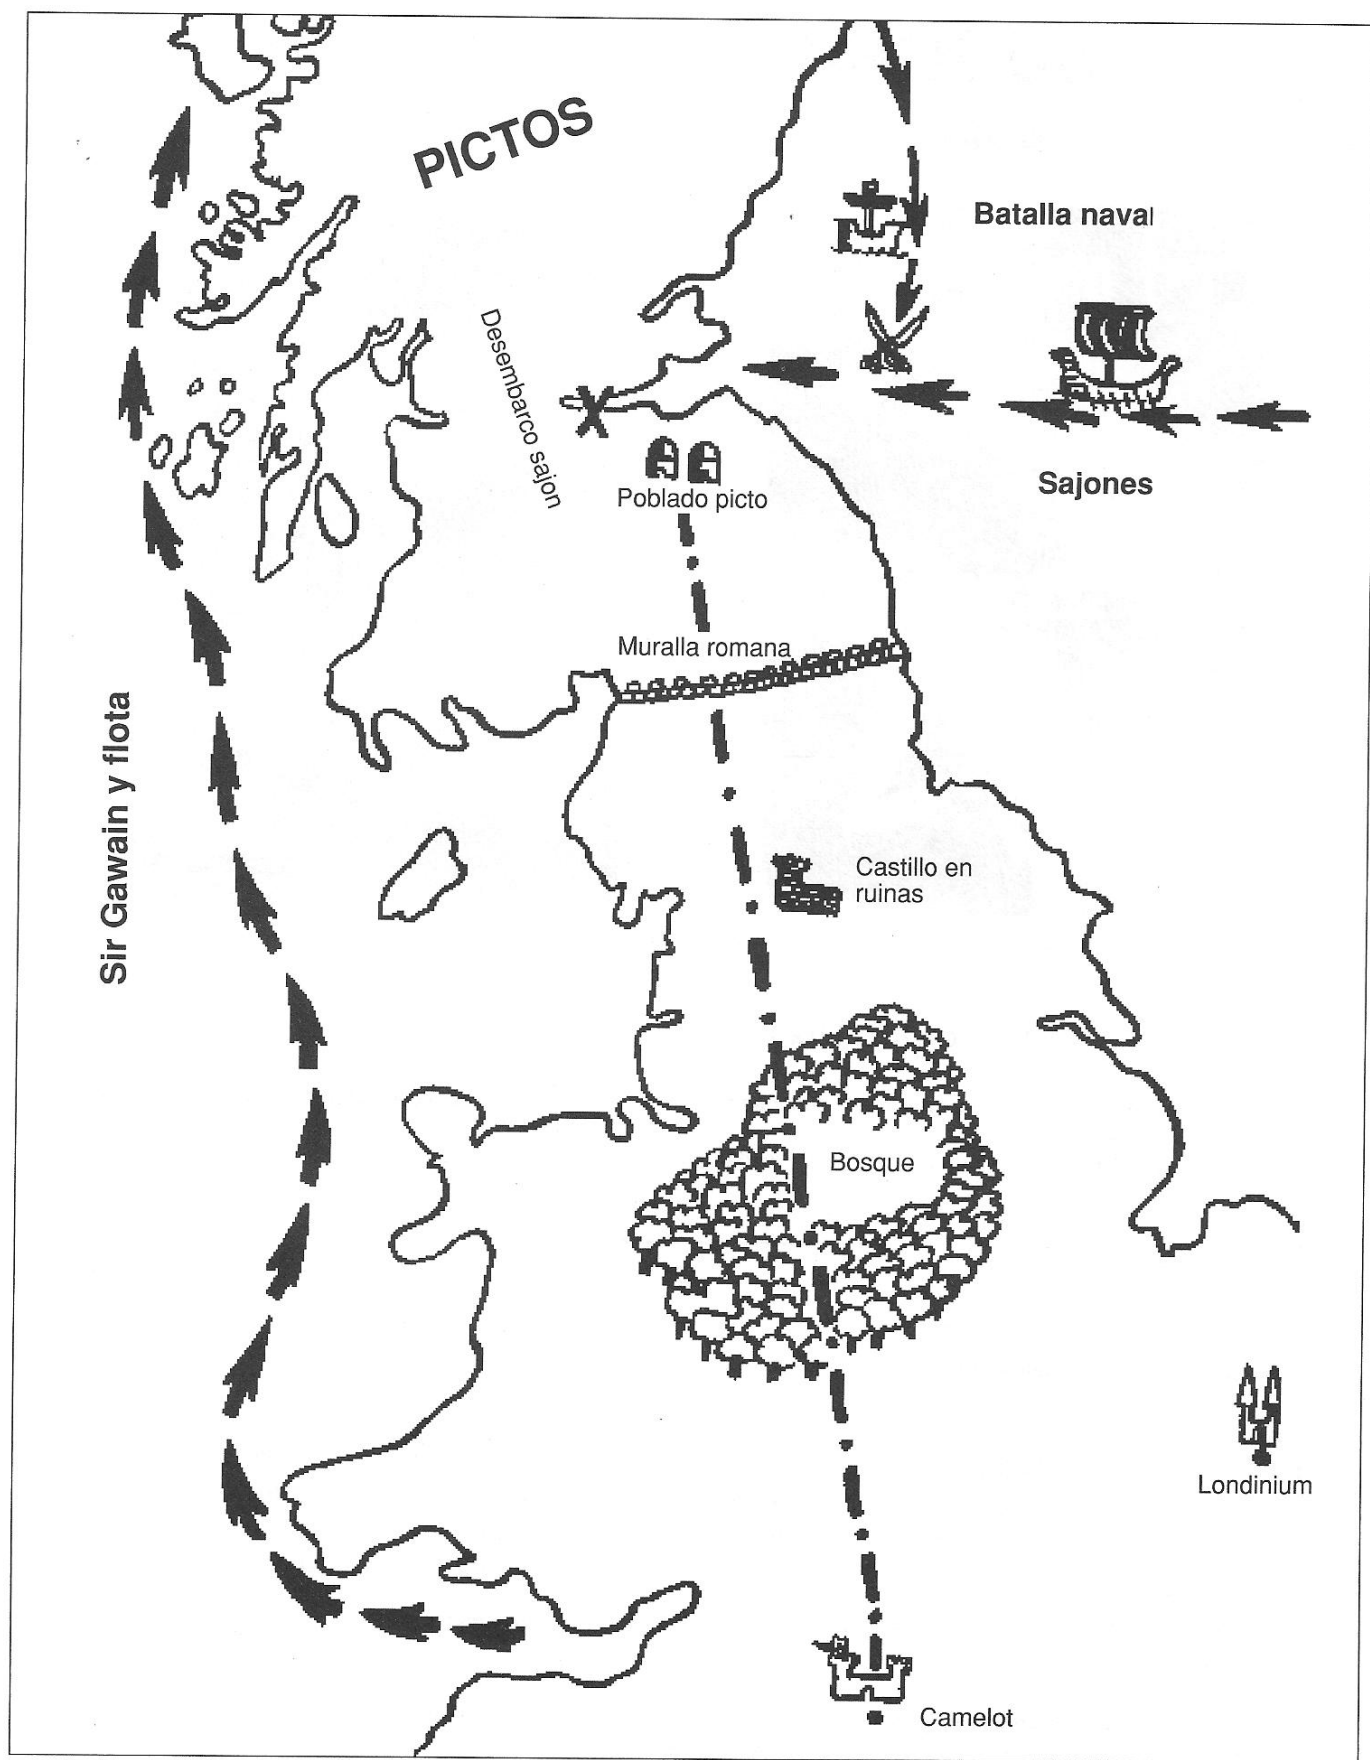 PICTOS
Batalla naval
Desembarco sajon
Sajones
Poblado picto
Muralla romana
Sir Gawain y flota
Castillo en
ruinas
Bosque
Londinium
Camelot